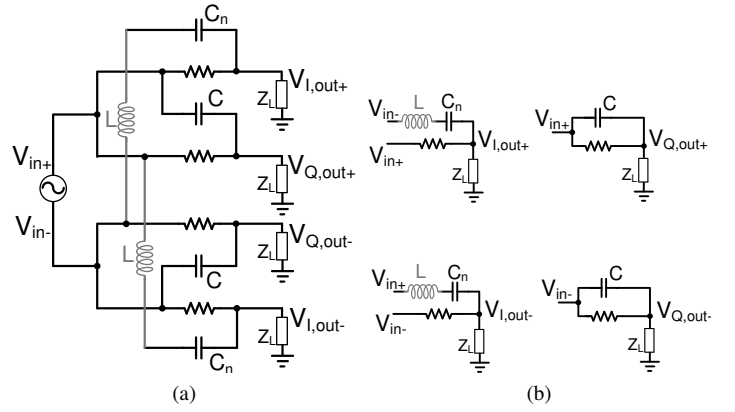 Cn
VI,out+
ZL
L
C
Vin+
VQ,out+
ZL
Vin-
VQ,out-
L
ZL
C
VI,out-
ZL
Cn
(a)
L
Cn
Vin-
VI,out+
Vin+
ZL
C
Vin+
VQ,out+
ZL
L
Cn
Vin+
VI,out-
Vin-
ZL
C
Vin-
VQ,out-
ZL
(b)